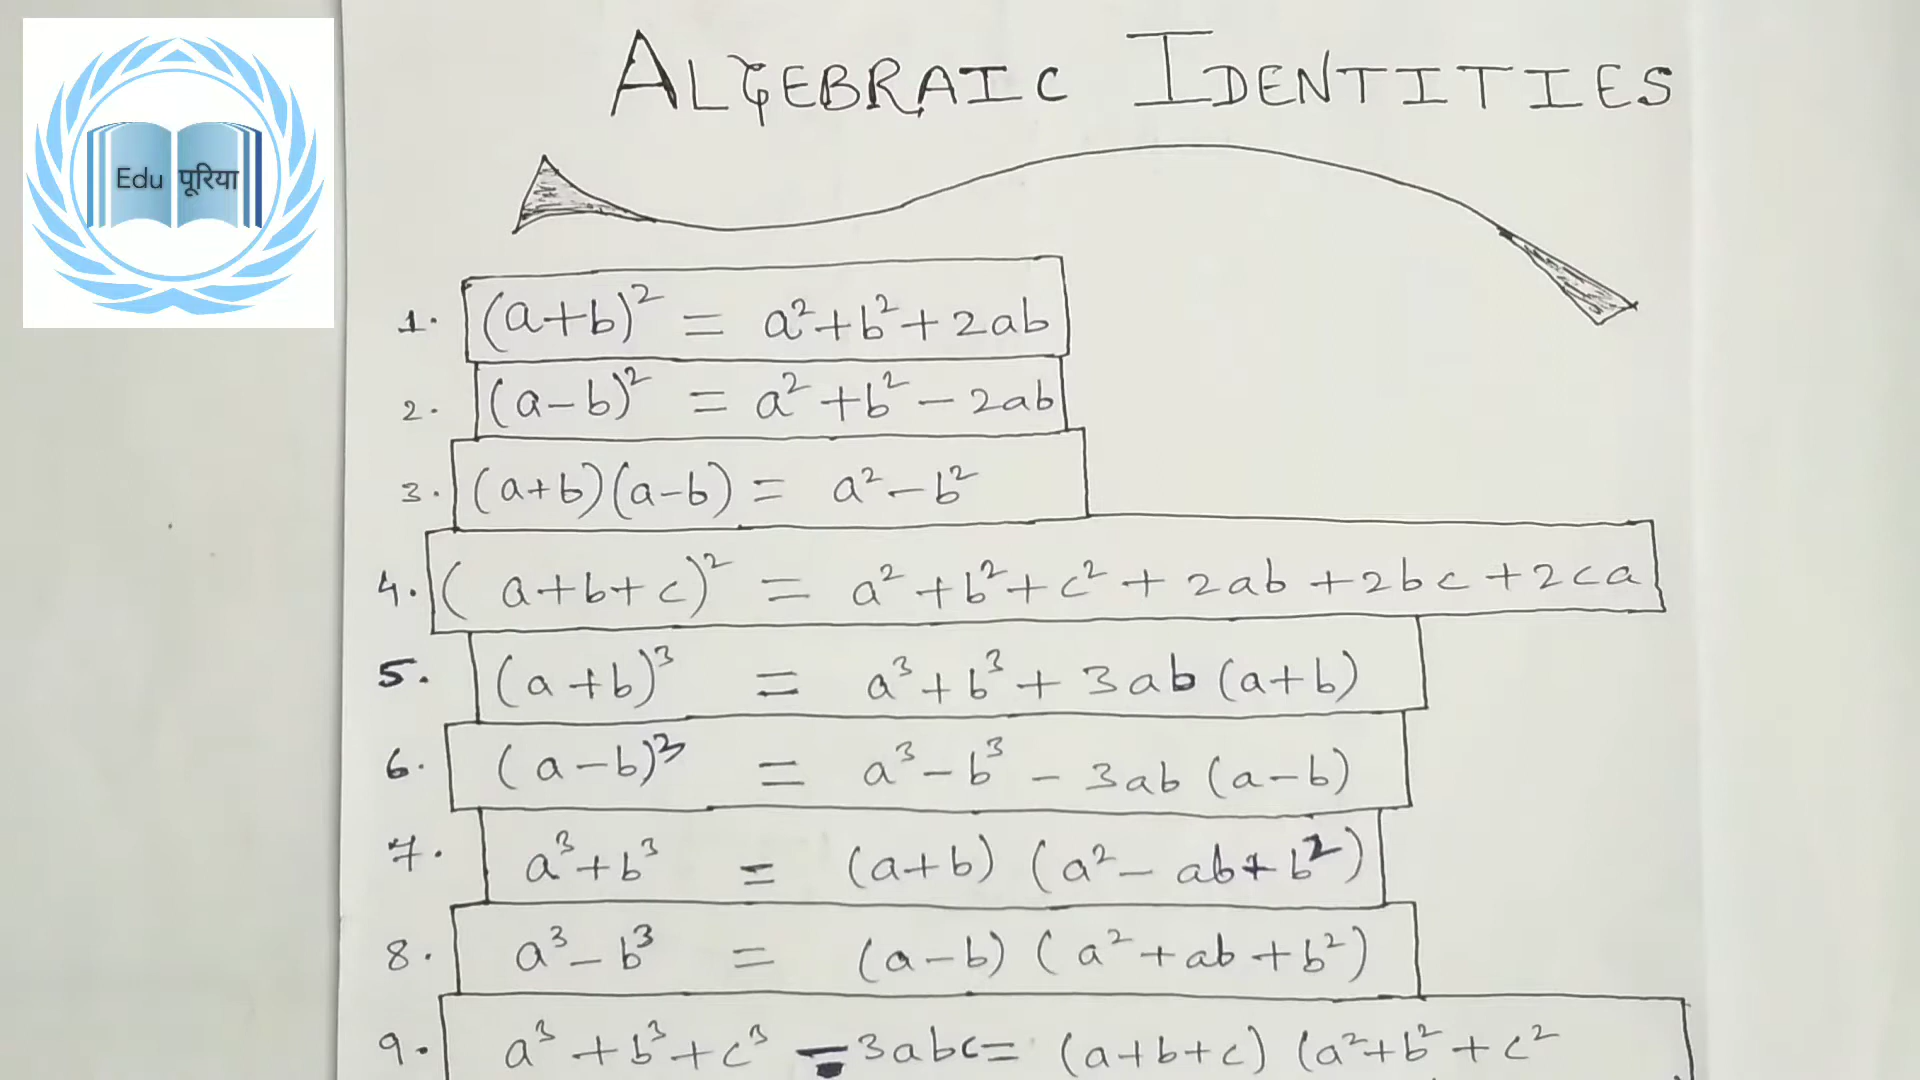 Edu पूरिया
ALGEBRAIC IDENTITIES
1. (a+b)² = a²+b²+2ab
2. (a-b)² = a²+b²-2ab
3. (a+b)(a-b) = a²-b²
4. (a+b+c)² = a²+b²+c²+2ab+2bc+2ca
5. (a+b)³ = a³+b³+3ab(a+b)
6. (a-b)³ = a³-b³-3ab(a-b)
7. a³+b³ = (a+b)(a²-ab+b²)
8. a³-b³ = (a-b)(a²+ab+b²)
9. a³+b³+c³-3abc= (a+b+c)(a²+b²+c²